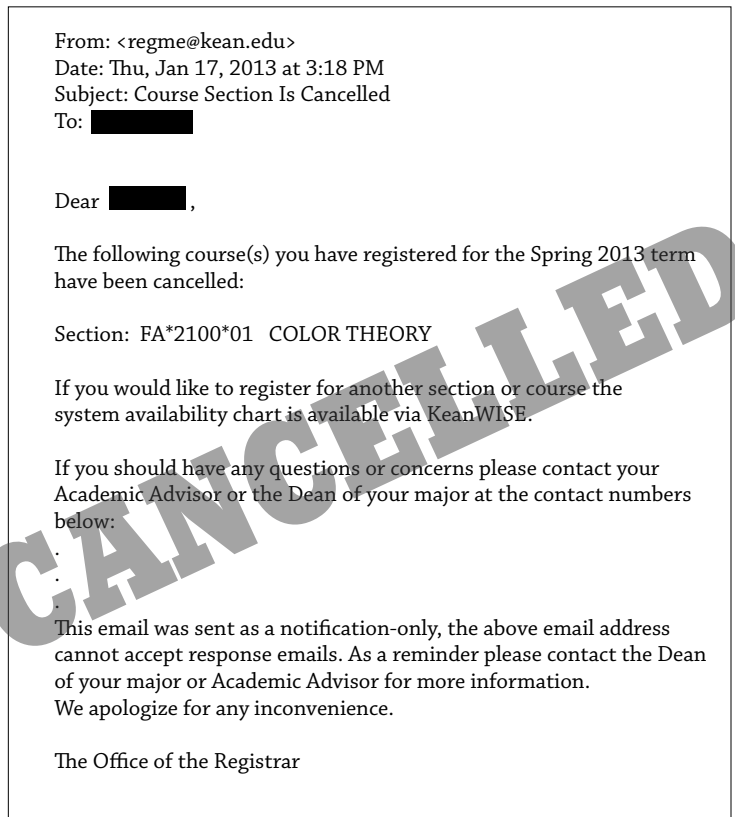 From: <regme@kean.edu>
Date: Thu, Jan 17, 2013 at 3:18 PM
Subject: Course Section Is Cancelled
To:
Dear ,
The following course(s) you have registered for the Spring 2013 term
have been cancelled:
Section: FA*2100*01 COLOR THEORY
If you would like to register for another section or course the
system availability chart is available via KeanWISE.
If you should have any questions or concerns please contact your
Academic Advisor or the Dean of your major at the contact numbers
below:
.
.
.
This email was sent as a notification-only, the above email address
cannot accept response emails. As a reminder please contact the Dean
of your major or Academic Advisor for more information.
We apologize for any inconvenience.
The Office of the Registrar
CANCELLED